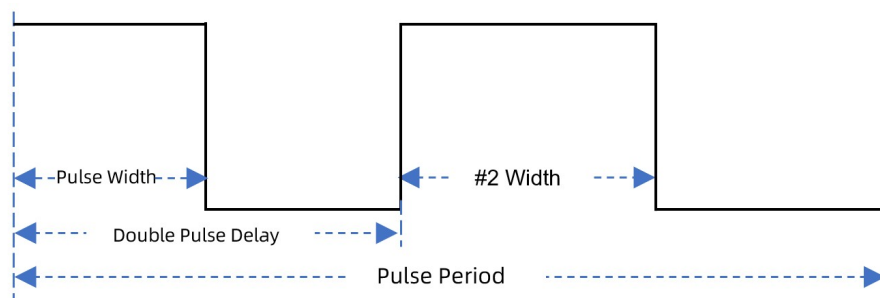 Pulse Width
#2 Width
Double Pulse Delay
Pulse Period